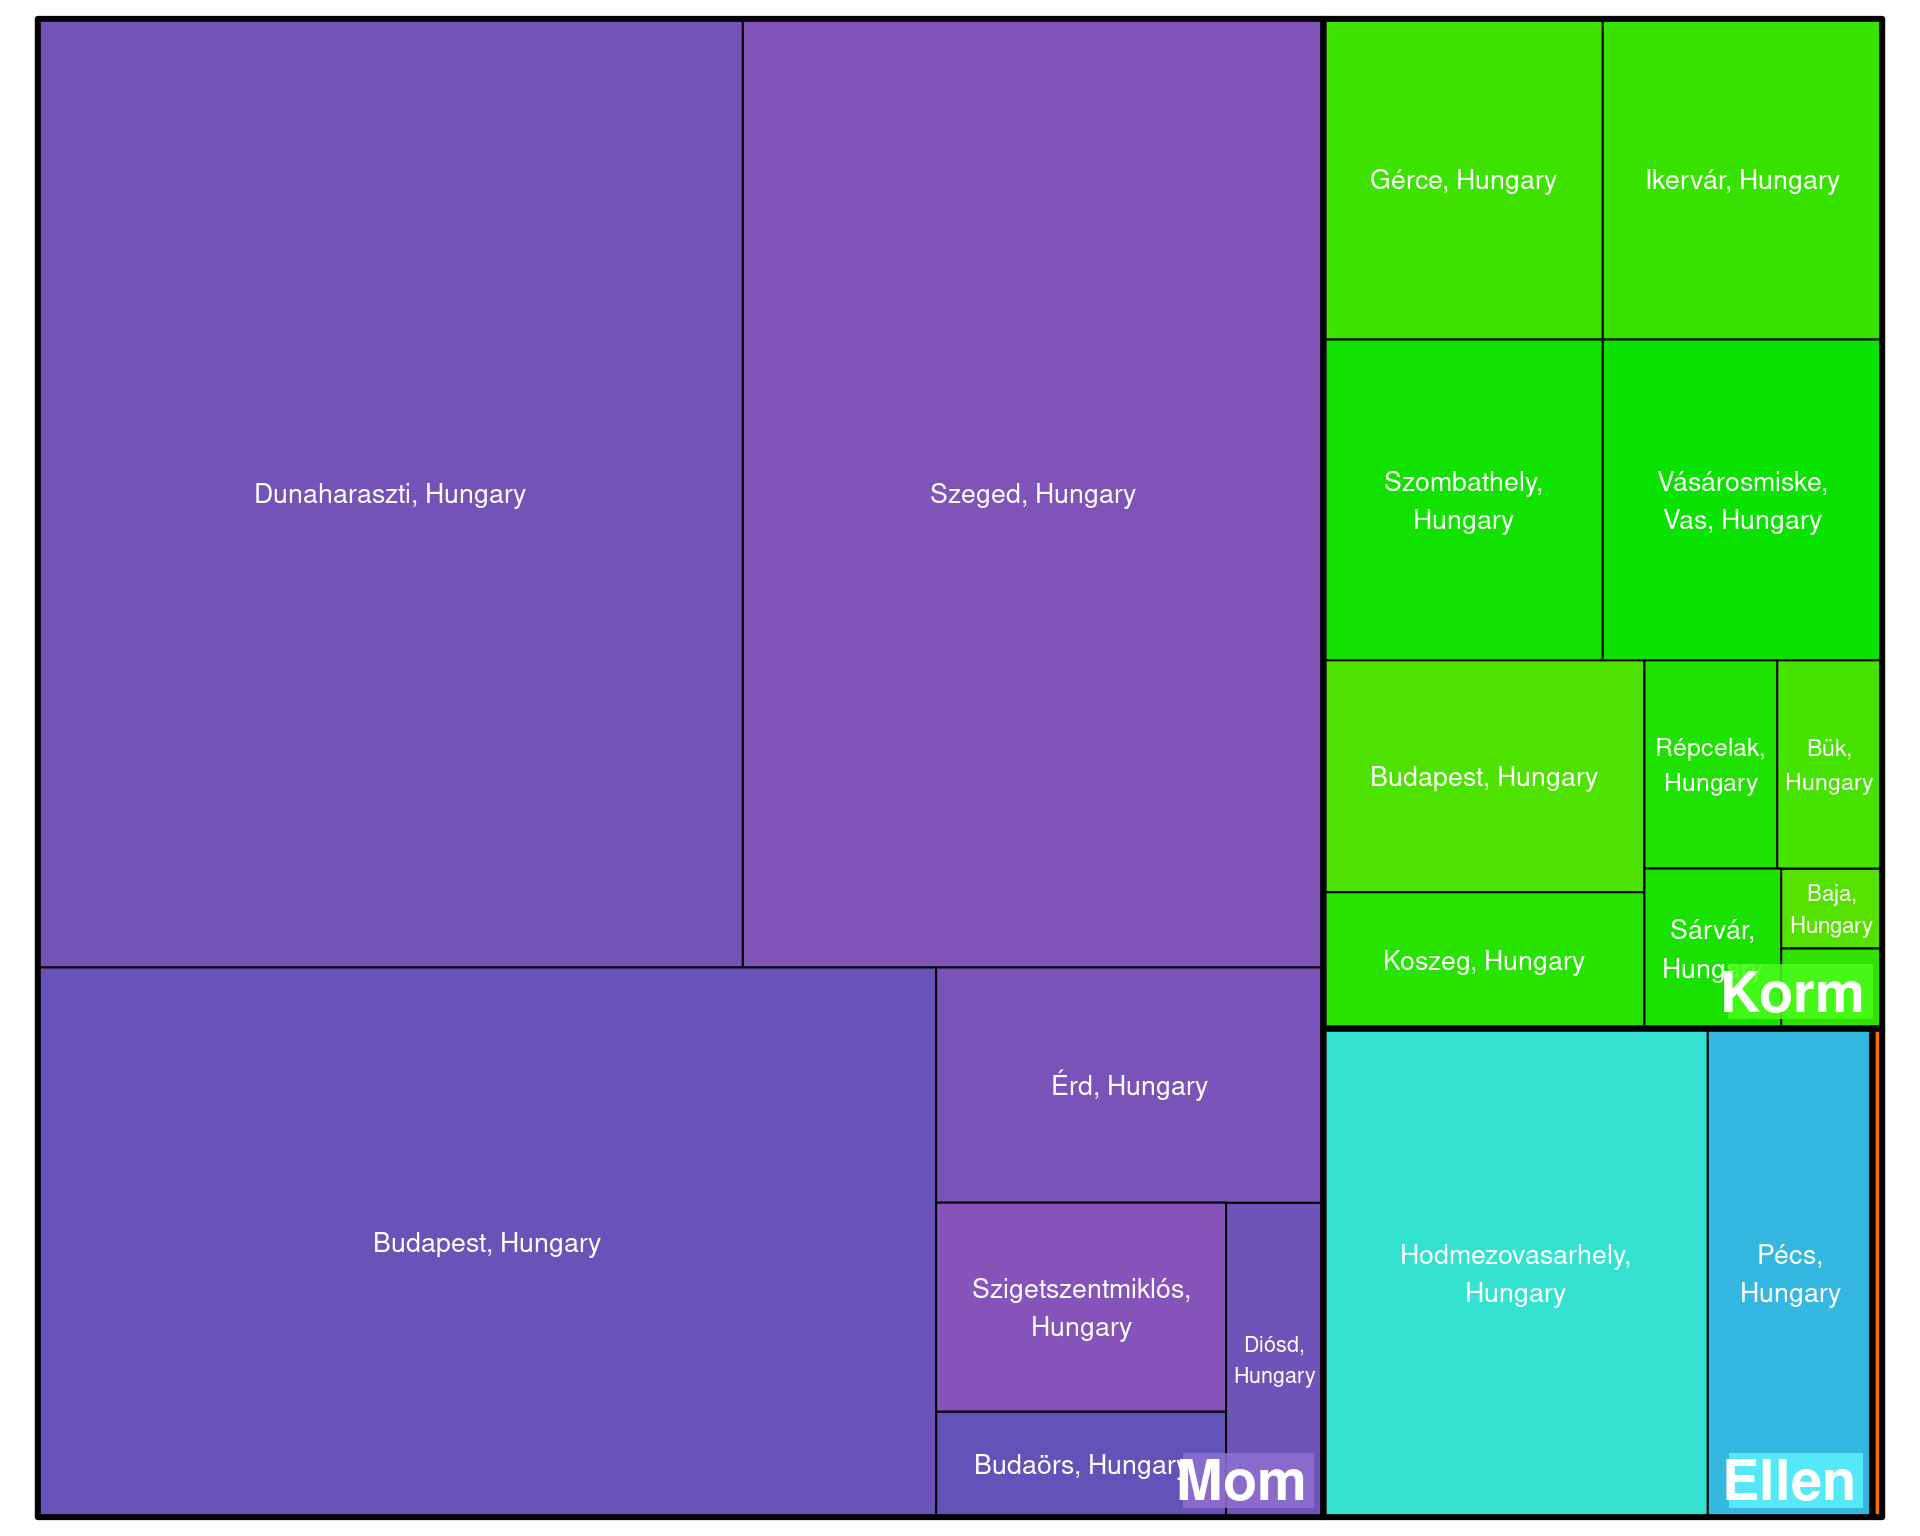 Dunaharaszti, Hungary
Szeged, Hungary
Budapest, Hungary
Érd, Hungary
Szigetszentmiklós,
Hungary
Diósd,
Hungary
Budaörs, Hungary
Mom
Gérce, Hungary
Ikervár, Hungary
Szombathely,
Hungary
Vásárosmiske,
Vas, Hungary
Budapest, Hungary
Répcelak,
Hungary
Bük,
Hungary
Koszeg, Hungary
Sárvár,
Hungary
Baja,
Hungary
Korm
Hodmezovasarhely,
Hungary
Pécs,
Hungary
Ellen